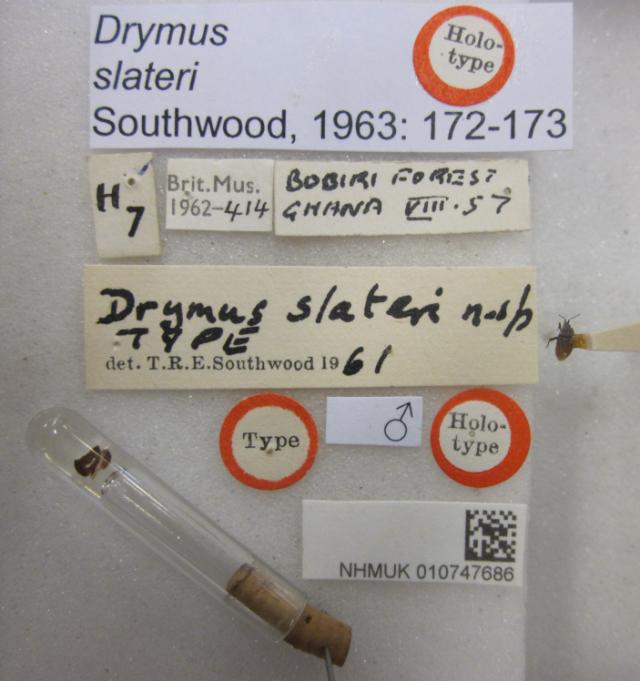 Drymus
slateri
Southwood, 1963: 172-173
Holo-
type
H
7
Brit.Mus.
1962-414
BOBIRI FOREST
GHANA VIII.57
Drymus slateri n.sp
TYPE
det. T.R.E.Southwood 1961
Type
♂
Holo-
type
NHMUK 010747686